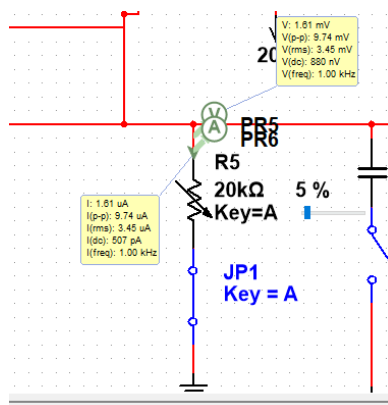 V: 1.61 mV
V(p-p): 9.74 mV
V(rms): 3.45 mV
V(dc): 880 nV
V(freq): 1.00 kHz
V
20
V
A
PR5
PR6
R5
20kΩ
5 %
Key=A
I: 1.61 uA
I(p-p): 9.74 uA
I(rms): 3.45 uA
I(dc): 507 pA
I(freq): 1.00 kHz
JP1
Key = A